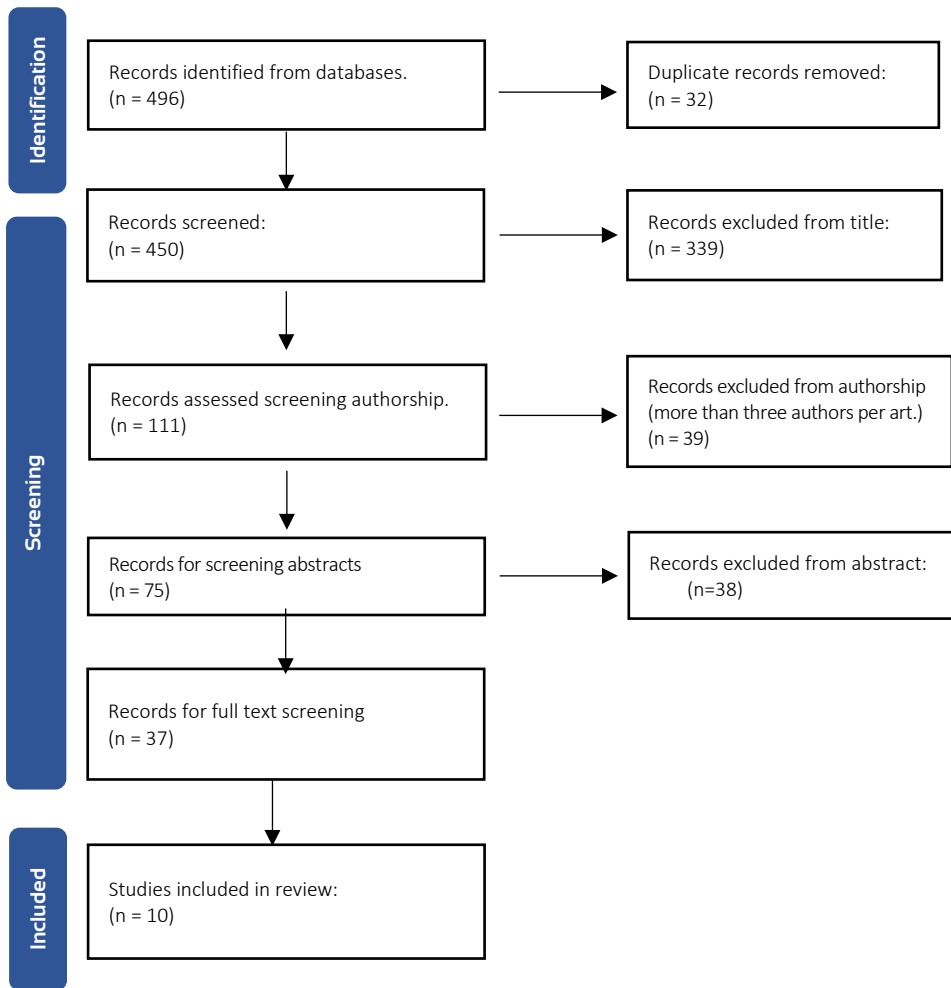 Identification
Records identified from databases.
(n = 496)
Duplicate records removed:
(n = 32)
Screening
Records screened:
(n = 450)
Records excluded from title:
(n = 339)
Records assessed screening authorship.
(n = 111)
Records excluded from authorship
(more than three authors per art.)
(n = 39)
Records for screening abstracts
(n = 75)
Records excluded from abstract:
(n=38)
Records for full text screening
(n = 37)
Included
Studies included in review:
(n = 10)